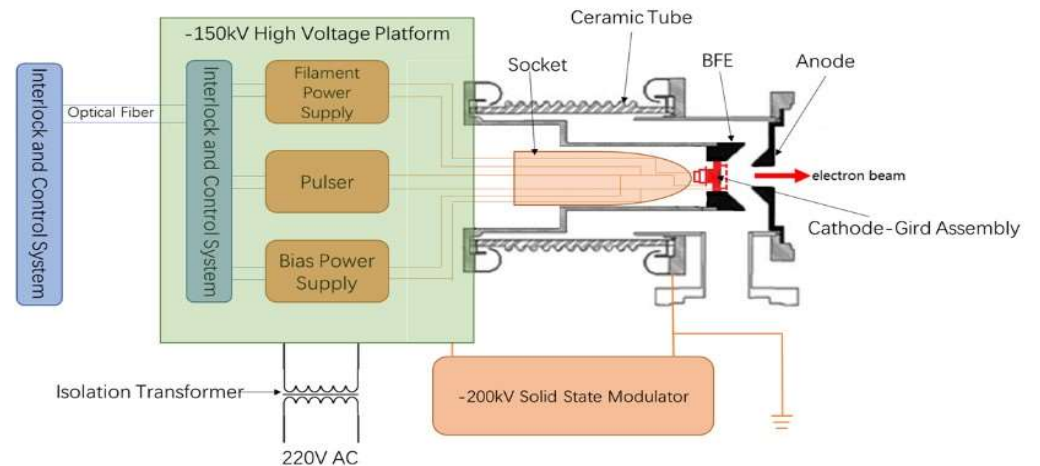 Ceramic Tube
-150kV High Voltage Platform
Socket
BFE
Anode
Interlock and Control System
Optical Fiber
Interlock and Control System
Filament
Power
Supply
Pulser
Bias Power
Supply
electron beam
Cathode-Gird Assembly
Isolation Transformer
-200kV Solid State Modulator
220V AC